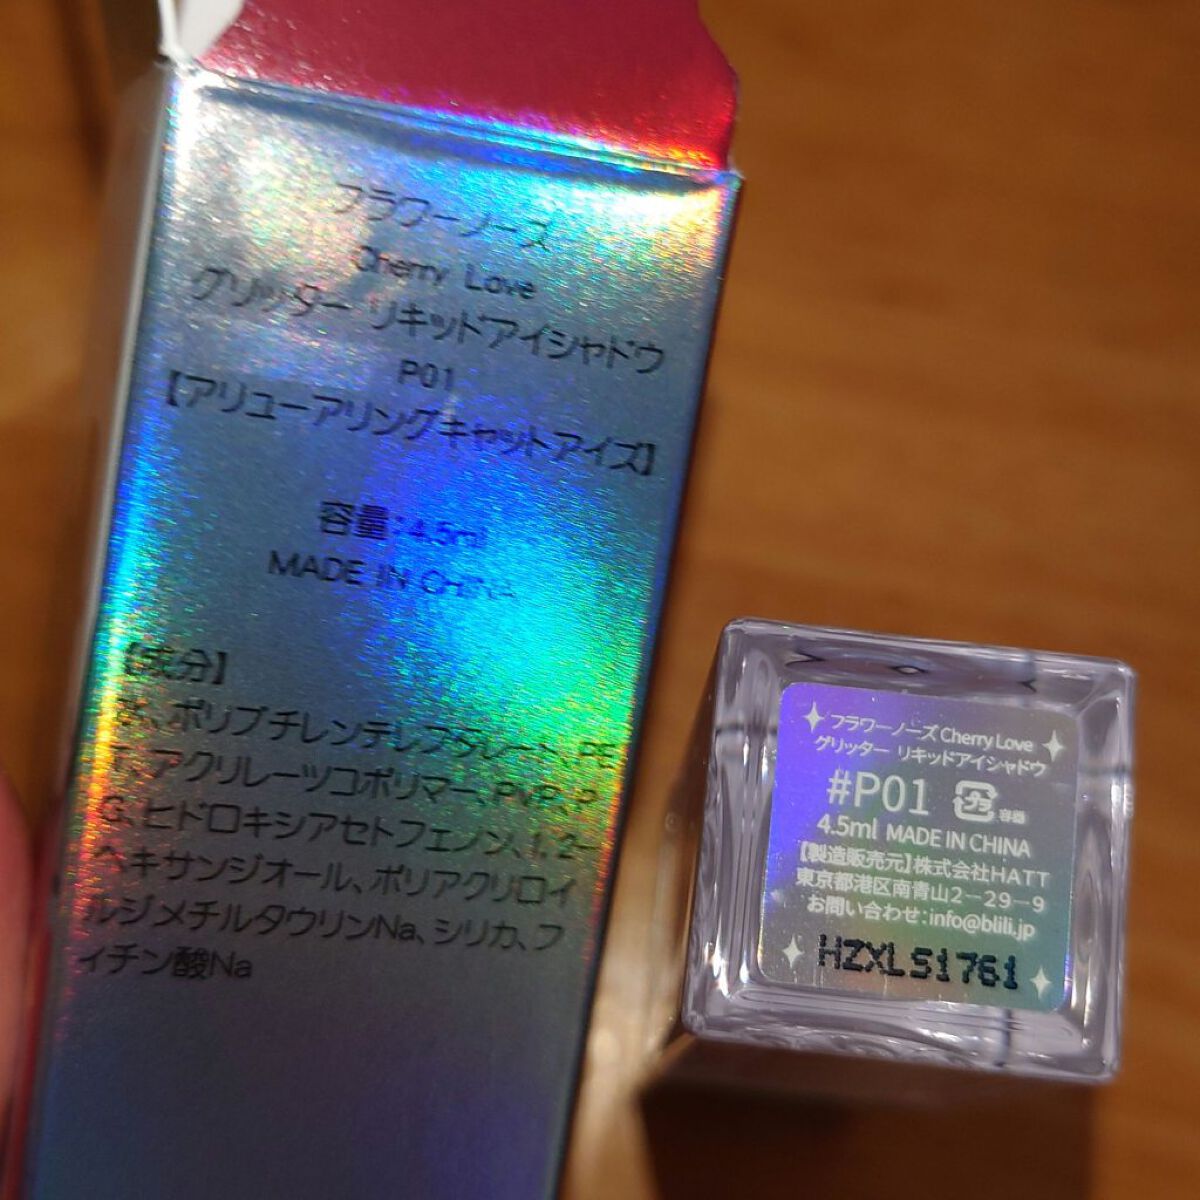 フラワーノーズ
Cherry Love
グリッター リキッドアイシャドウ
P01
【アリューアリングキャットアイズ】
容量:4.5ml
MADE IN CHINA
【成分】
水、ポリブチレンテレフタレート、PE
T、アクリレーツコポリマー、PVP、P
G、ヒドロキシアセトフェノン、1,2-
ヘキサンジオール、ポリアクリロイ
ルジメチルタウリンNa、シリカ、フ
ィチン酸Na
フラワーノーズ Cherry Love
グリッター リキッドアイシャドウ
#P01 プラ 容器
4.5ml MADE IN CHINA
【製造販売元】株式会社HATT
東京都港区南青山2-29-9
お問い合わせ:info@blili.jp
HZXLS1761